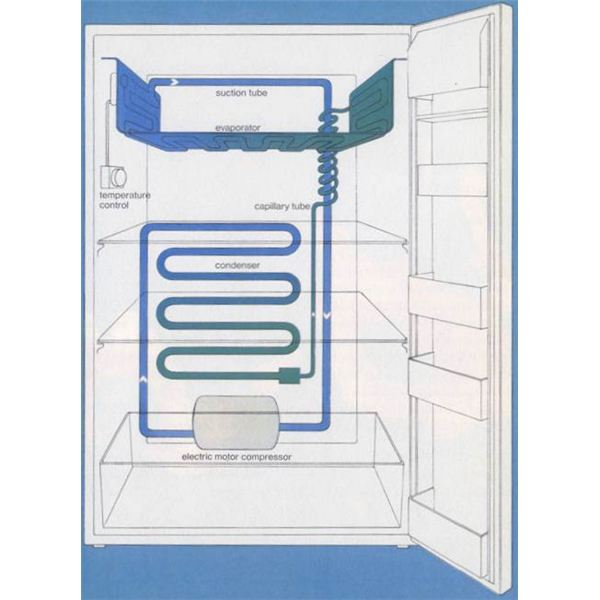 suction tube
evaporator
temperature
control
capillary tube
condenser
electric motor compressor